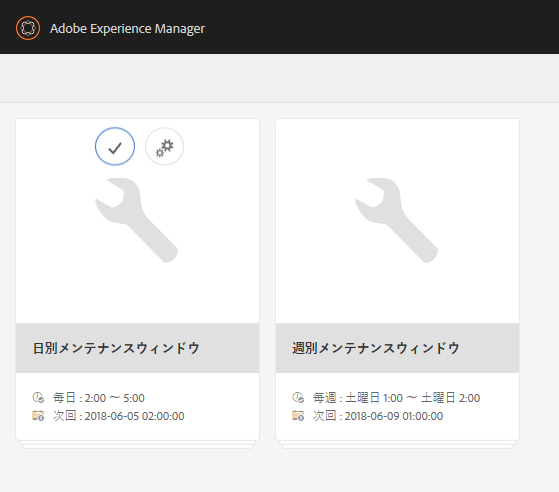 Adobe Experience Manager
日別メンテナンスウィンドウ
毎日 : 2:00 ～ 5:00
次回 : 2018-06-05 02:00:00
週別メンテナンスウィンドウ
毎週 : 土曜日 1:00 ～ 土曜日 2:00
次回 : 2018-06-09 01:00:00